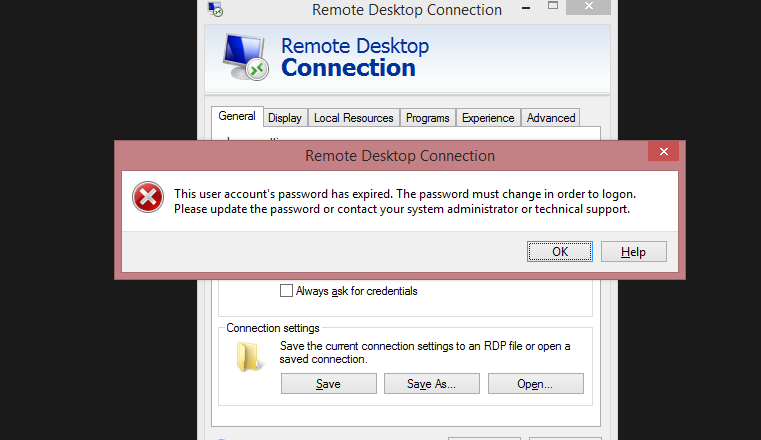 Remote Desktop Connection
Remote Desktop
Connection
General Display Local Resources Programs Experience Advanced
Remote Desktop Connection
This user account's password has expired. The password must change in order to logon.
Please update the password or contact your system administrator or technical support.
OK Help
Always ask for credentials
Connection settings
Save the current connection settings to an RDP file or open a
saved connection.
Save Save As... Open...